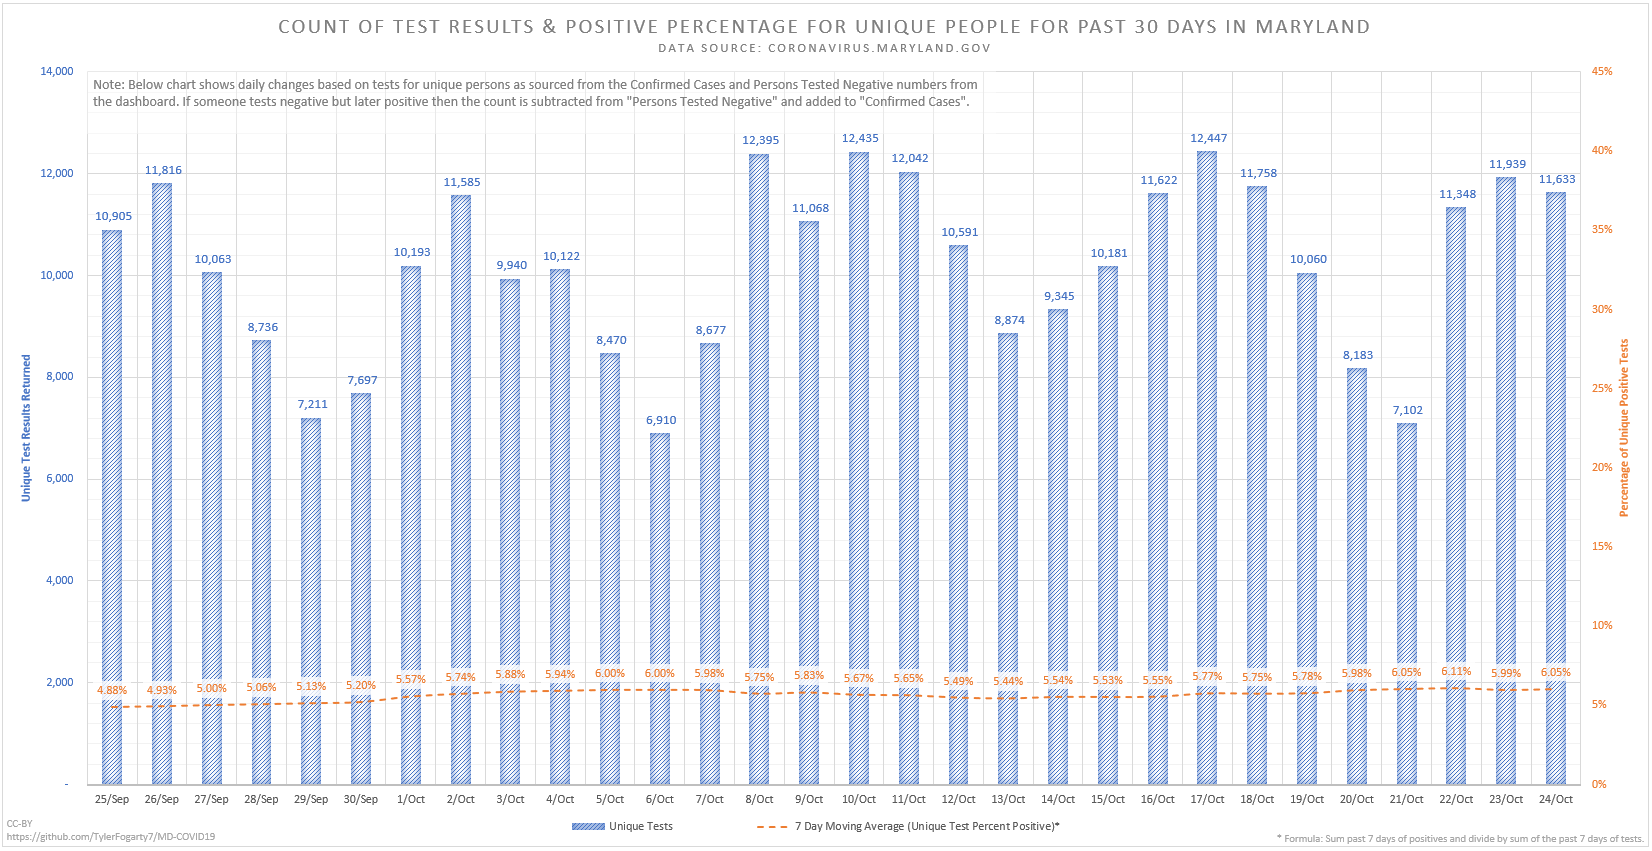 COUNT OF TEST RESULTS & POSITIVE PERCENTAGE FOR UNIQUE PEOPLE FOR PAST 30 DAYS IN MARYLAND
DATA SOURCE: CORONAVIRUS.MARYLAND.GOV
Note: Below chart shows daily changes based on tests for unique persons as sourced from the Confirmed Cases and Persons Tested Negative numbers from
the dashboard. If someone tests negative but later positive then the count is subtracted from "Persons Tested Negative" and added to "Confirmed Cases".
Unique Test Results Returned
14,000
12,000
10,000
8,000
6,000
4,000
2,000
-
10,905
11,816
10,063
8,736
7,211
7,697
10,193
11,585
9,940
10,122
8,470
6,910
8,677
12,395
11,068
12,435
12,042
10,591
8,874
9,345
10,181
11,622
12,447
11,758
10,060
8,183
7,102
11,348
11,939
11,633
4.88%
4.93%
5.00%
5.06%
5.13%
5.20%
5.57%
5.74%
5.88%
5.94%
6.00%
6.00%
5.98%
5.75%
5.83%
5.67%
5.65%
5.49%
5.44%
5.54%
5.53%
5.55%
5.77%
5.75%
5.78%
5.98%
6.05%
6.11%
5.99%
6.05%
45%
40%
35%
30%
25%
20%
15%
10%
5%
0%
Percentage of Unique Positive Tests
25/Sep
26/Sep
27/Sep
28/Sep
29/Sep
30/Sep
1/Oct
2/Oct
3/Oct
4/Oct
5/Oct
6/Oct
7/Oct
8/Oct
9/Oct
10/Oct
11/Oct
12/Oct
13/Oct
14/Oct
15/Oct
16/Oct
17/Oct
18/Oct
19/Oct
20/Oct
21/Oct
22/Oct
23/Oct
24/Oct
Unique Tests
7 Day Moving Average (Unique Test Percent Positive)*
CC-BY
https://github.com/TylerFogarty7/MD-COVID19
* Formula: Sum past 7 days of positives and divide by sum of the past 7 days of tests.